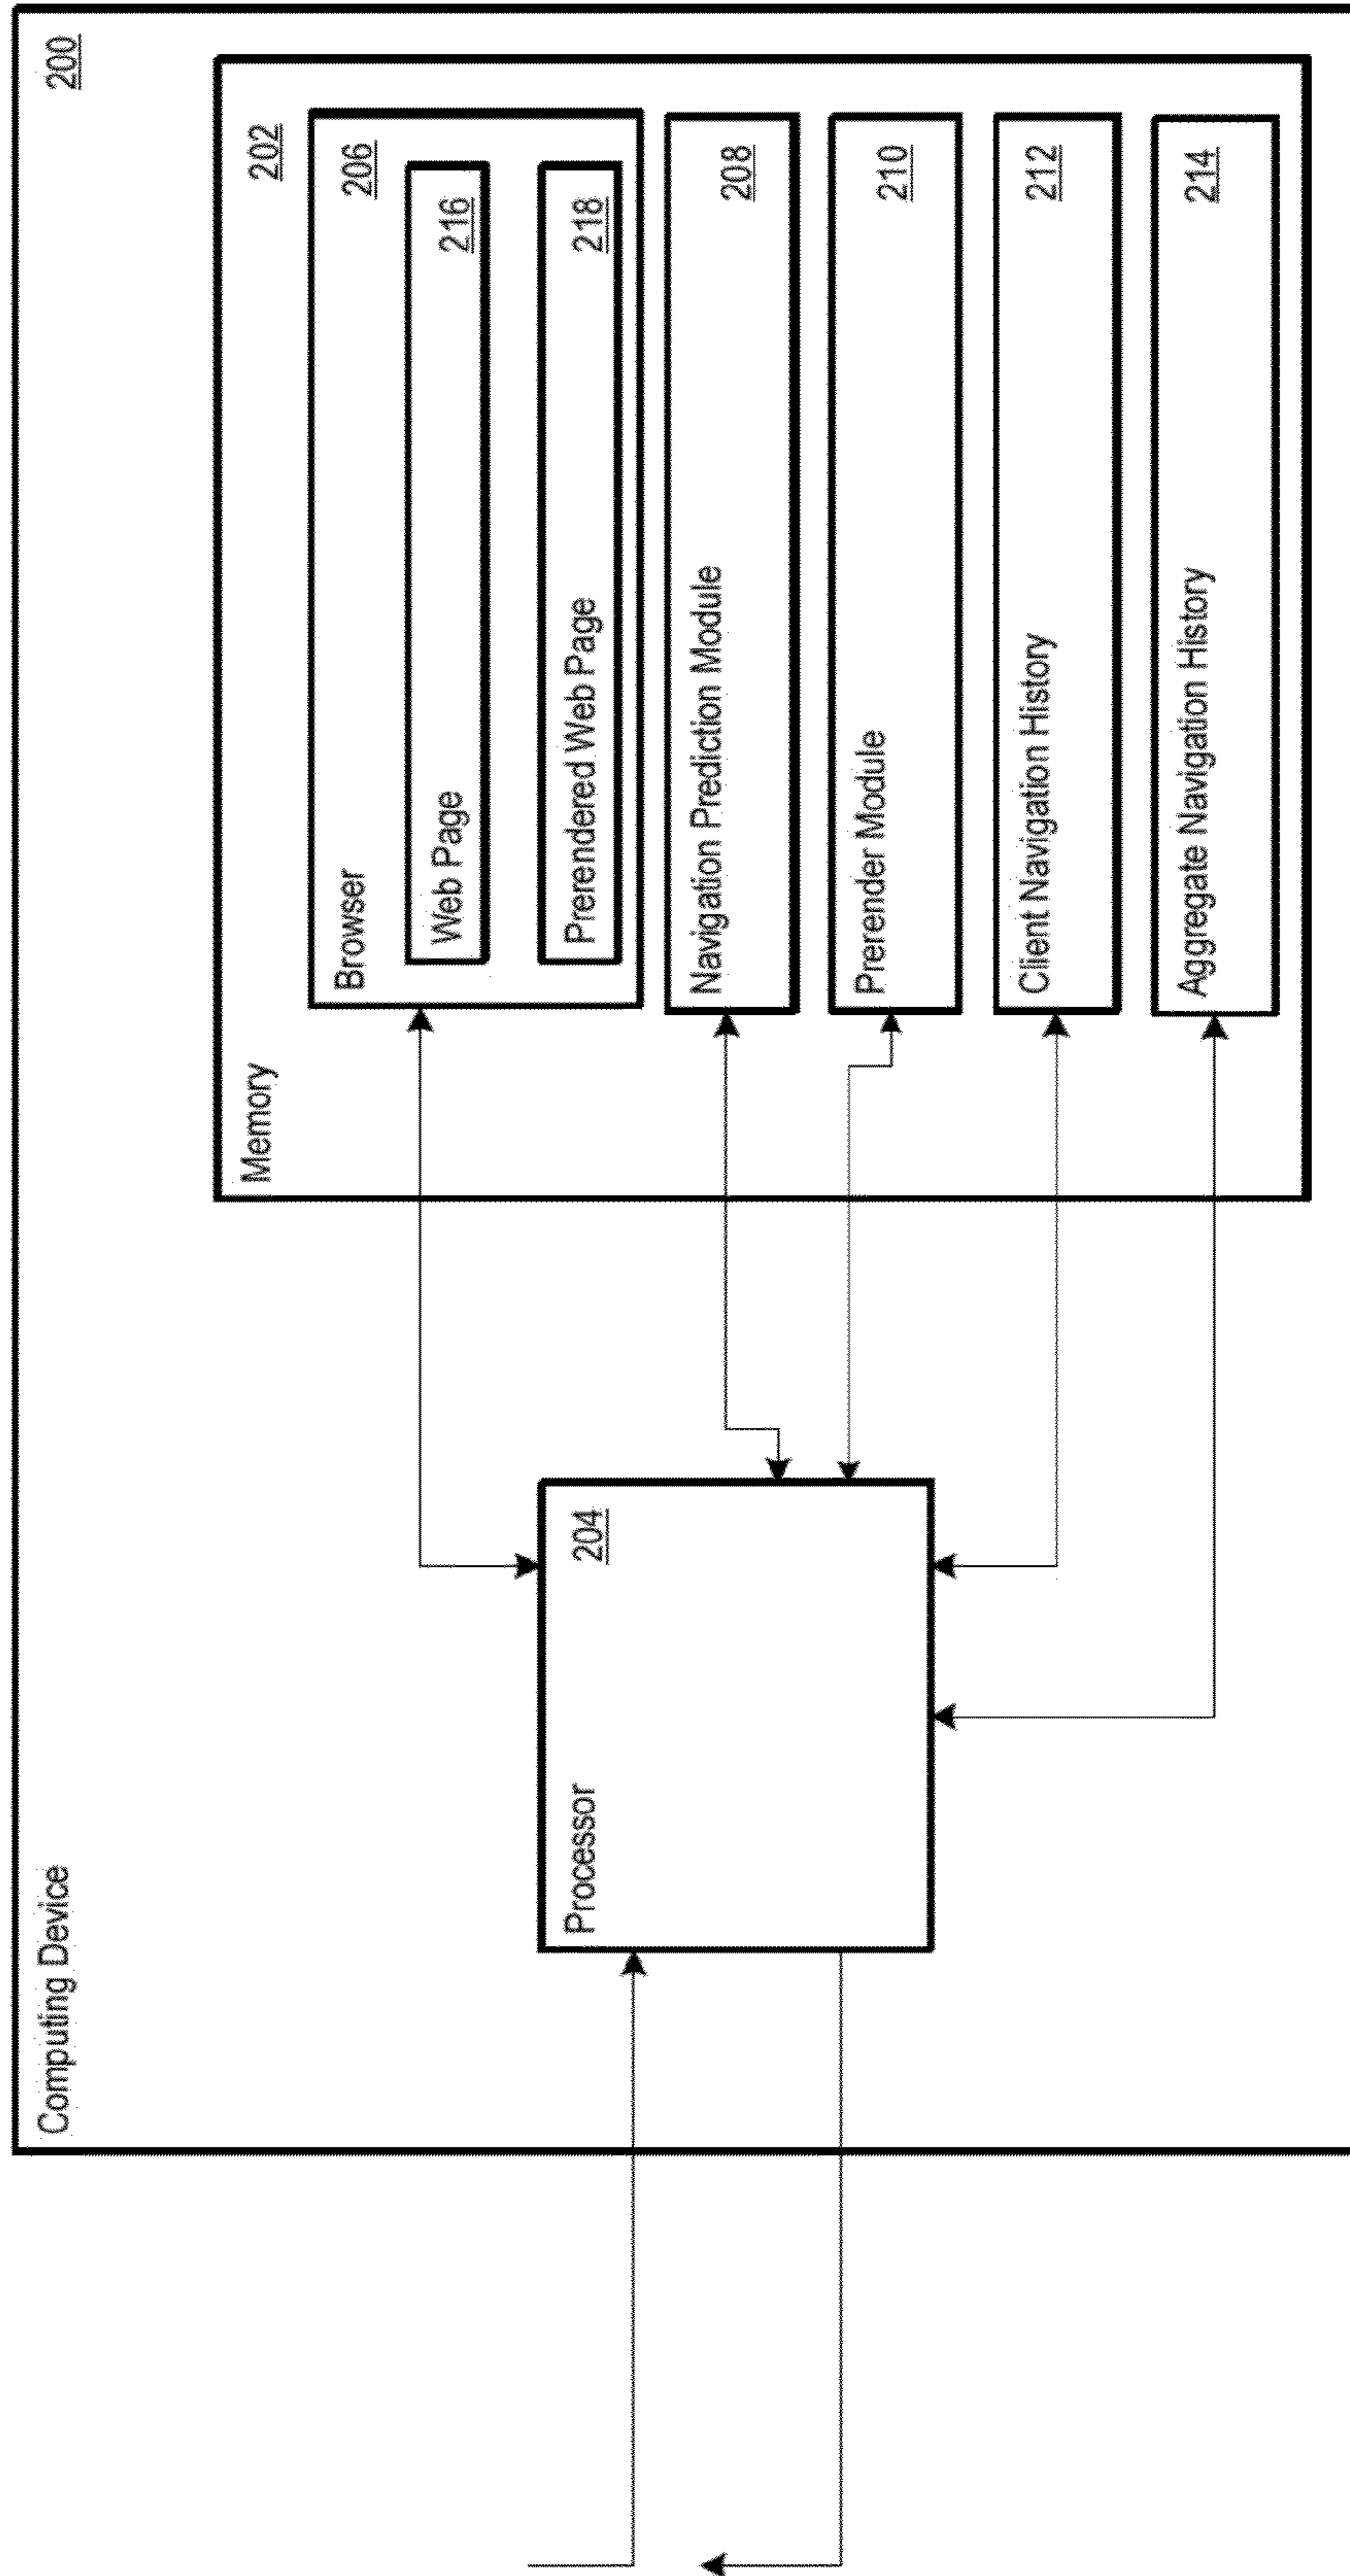 Computing Device 200
Memory 202
Browser 206
Web Page 216
Prerendered Web Page 218
Navigation Prediction Module 208
Prerender Module 210
Client Navigation History 212
Aggregate Navigation History 214
Processor 204